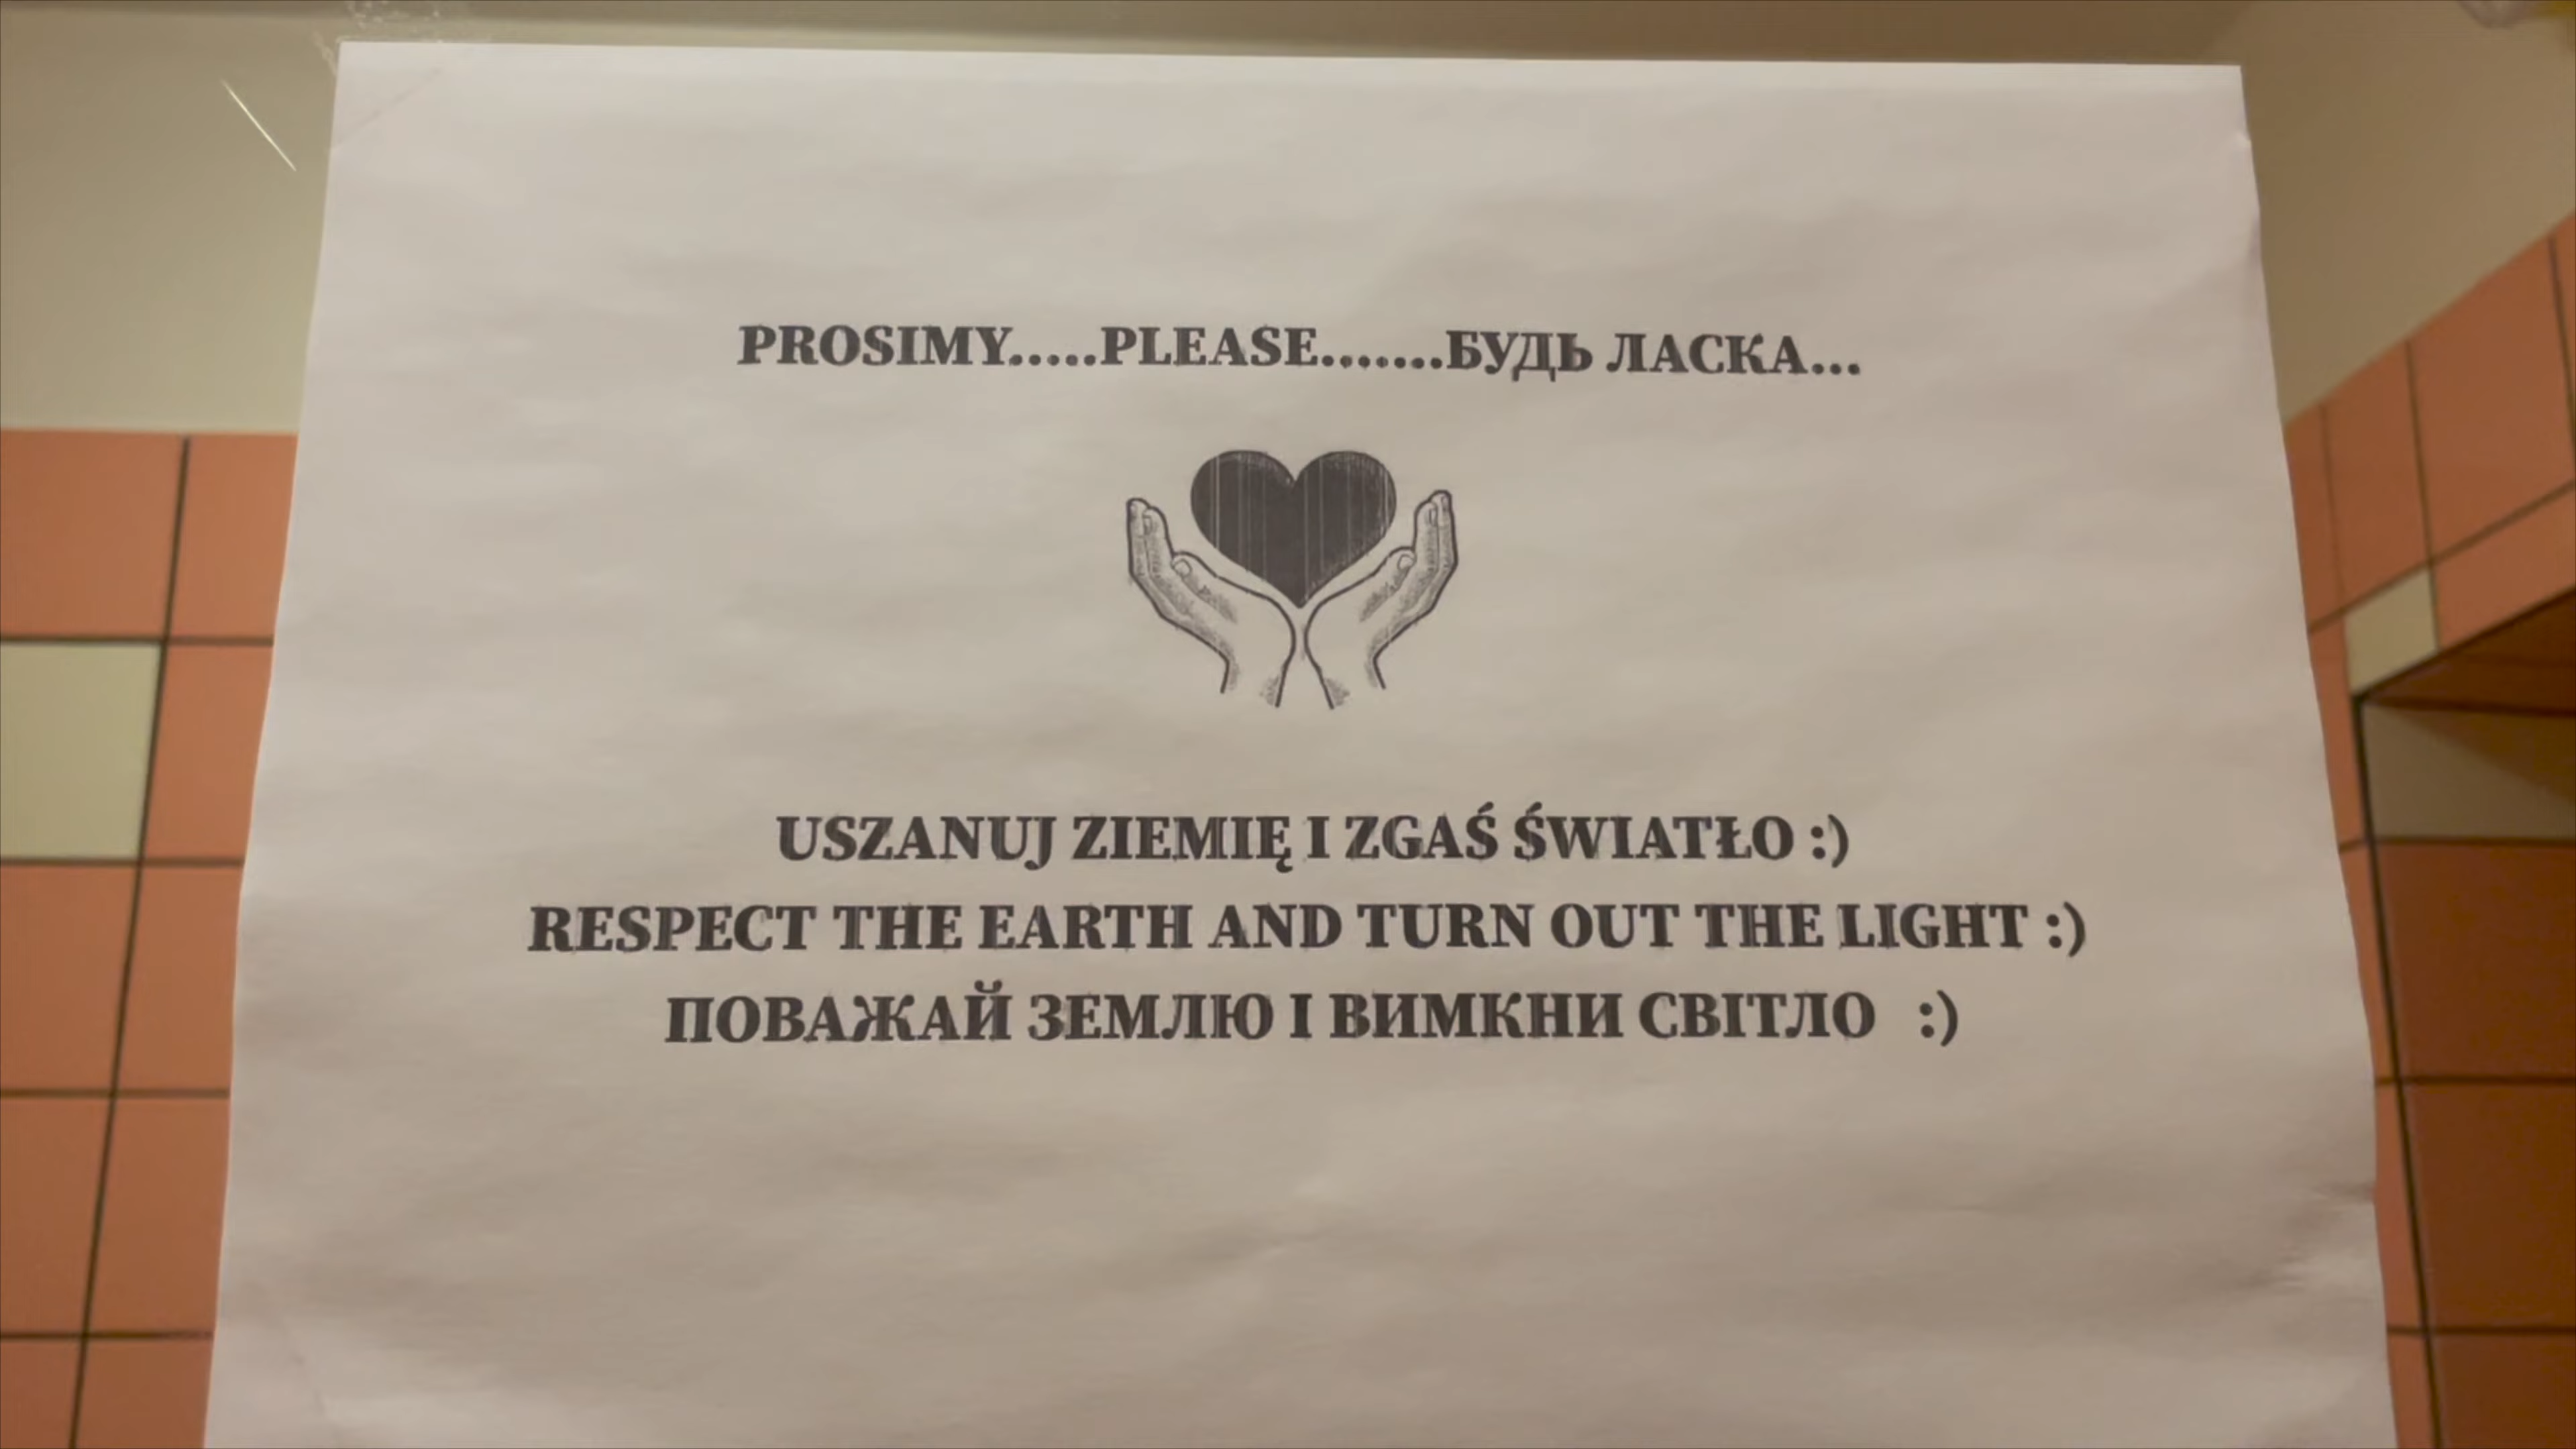 PROSIMY.....PLEASE.......БУДЬ ЛАСКА...
USZANUJ ZIEMIĘ I ZGAŚ ŚWIATŁO :)
RESPECT THE EARTH AND TURN OUT THE LIGHT :)
ПОВАЖАЙ ЗЕМЛЮ І ВИМКНИ СВІТЛО :)